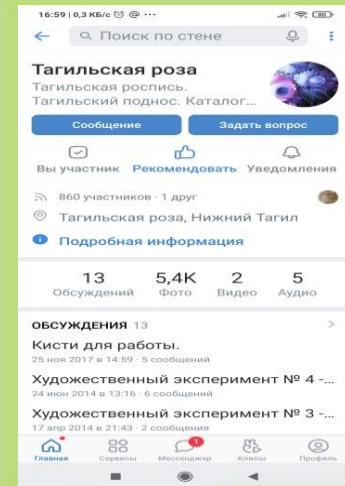 16:59 | 0,3 КБ/с @ ...
Поиск по стене
Тагильская роза
Тагильская роспись.
Тагильский поднос. Каталог...
Сообщение Задать вопрос
Вы участник Рекомендовать Уведомления
860 участников · 1 друг
Тагильская роза, Нижний Тагил
Подробная информация
13 5,4K 2 5
Обсуждений Фото Видео Аудио
ОБСУЖДЕНИЯ 13
Кисти для работы.
25 ноя 2017 в 14:59 · 5 сообщений
Художественный эксперимент № 4 -...
24 июн 2014 в 13:16 · 6 сообщений
Художественный эксперимент № 3 -...
17 апр 2014 в 21:43 · 2 сообщения
Главная Сервисы Мессенджер Клипы Профиль